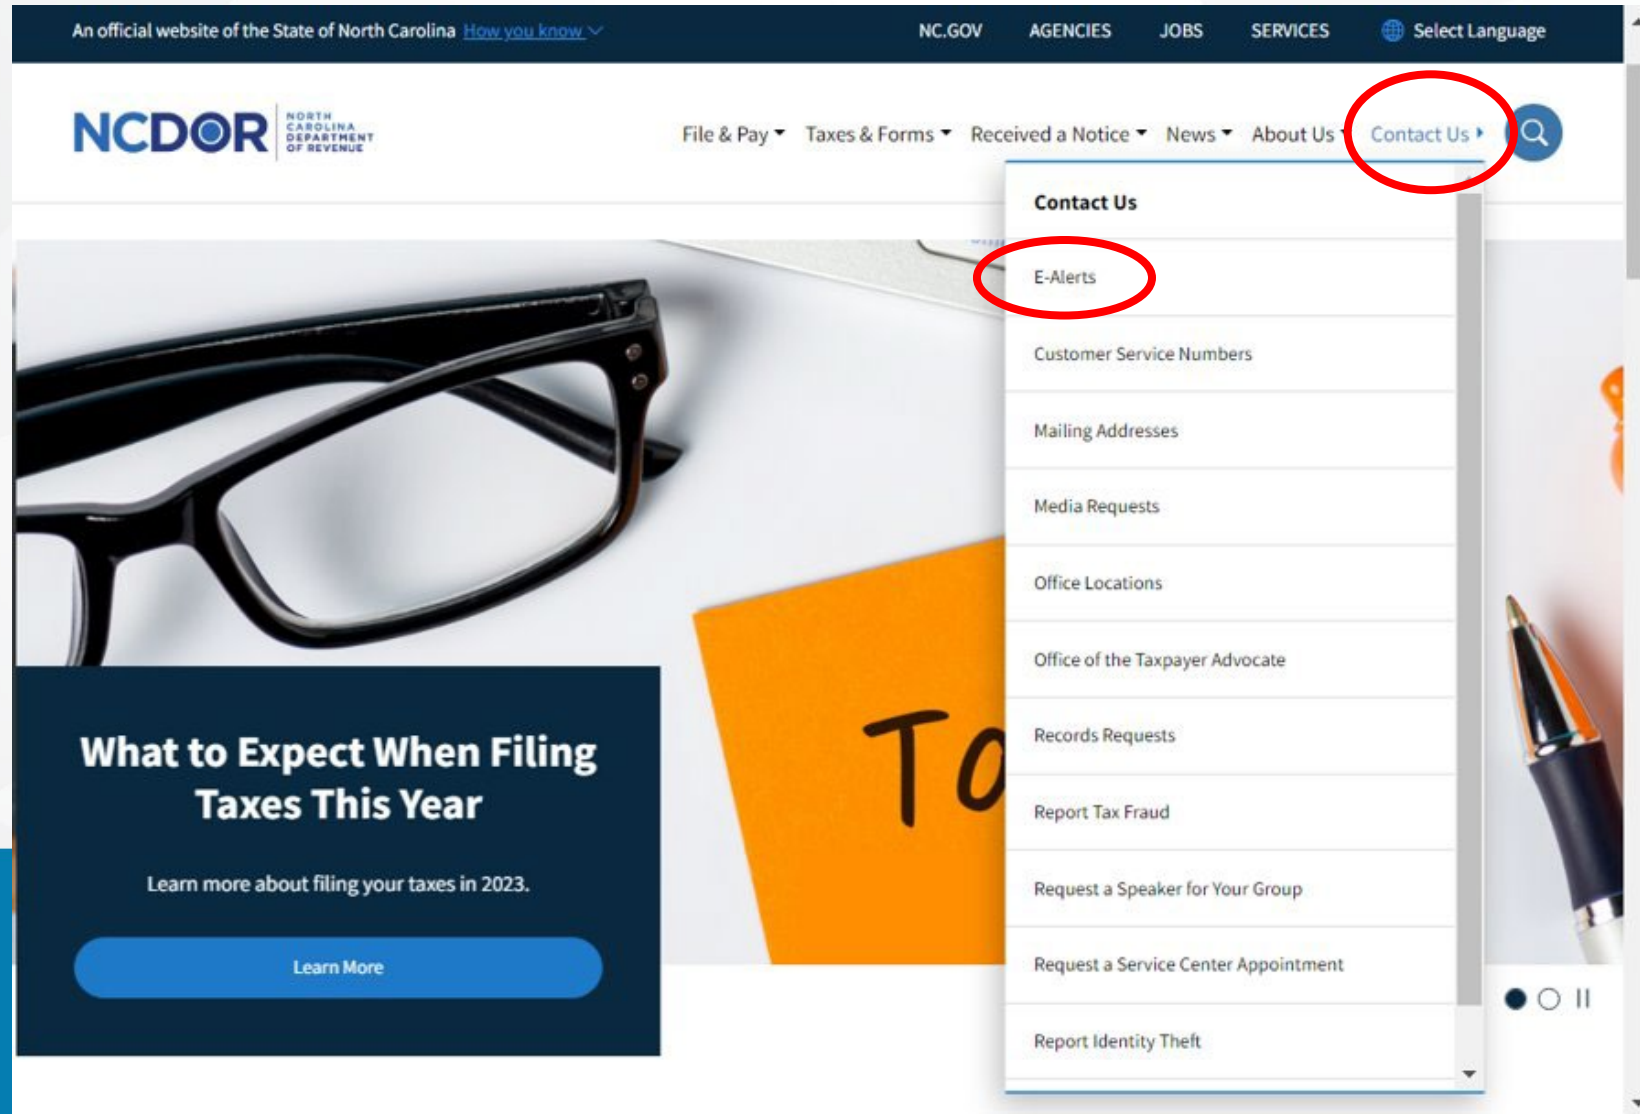 An official website of the State of North Carolina How you know
NC.GOV AGENCIES JOBS SERVICES Select Language
NCDOR
NORTH
CAROLINA
DEPARTMENT
OF REVENUE
File & Pay Taxes & Forms Received a Notice News About Us Contact Us
Contact Us
E-Alerts
Customer Service Numbers
Mailing Addresses
Media Requests
Office Locations
Office of the Taxpayer Advocate
Records Requests
Report Tax Fraud
Request a Speaker for Your Group
Request a Service Center Appointment
Report Identity Theft
What to Expect When Filing
Taxes This Year
Learn more about filing your taxes in 2023.
Learn More